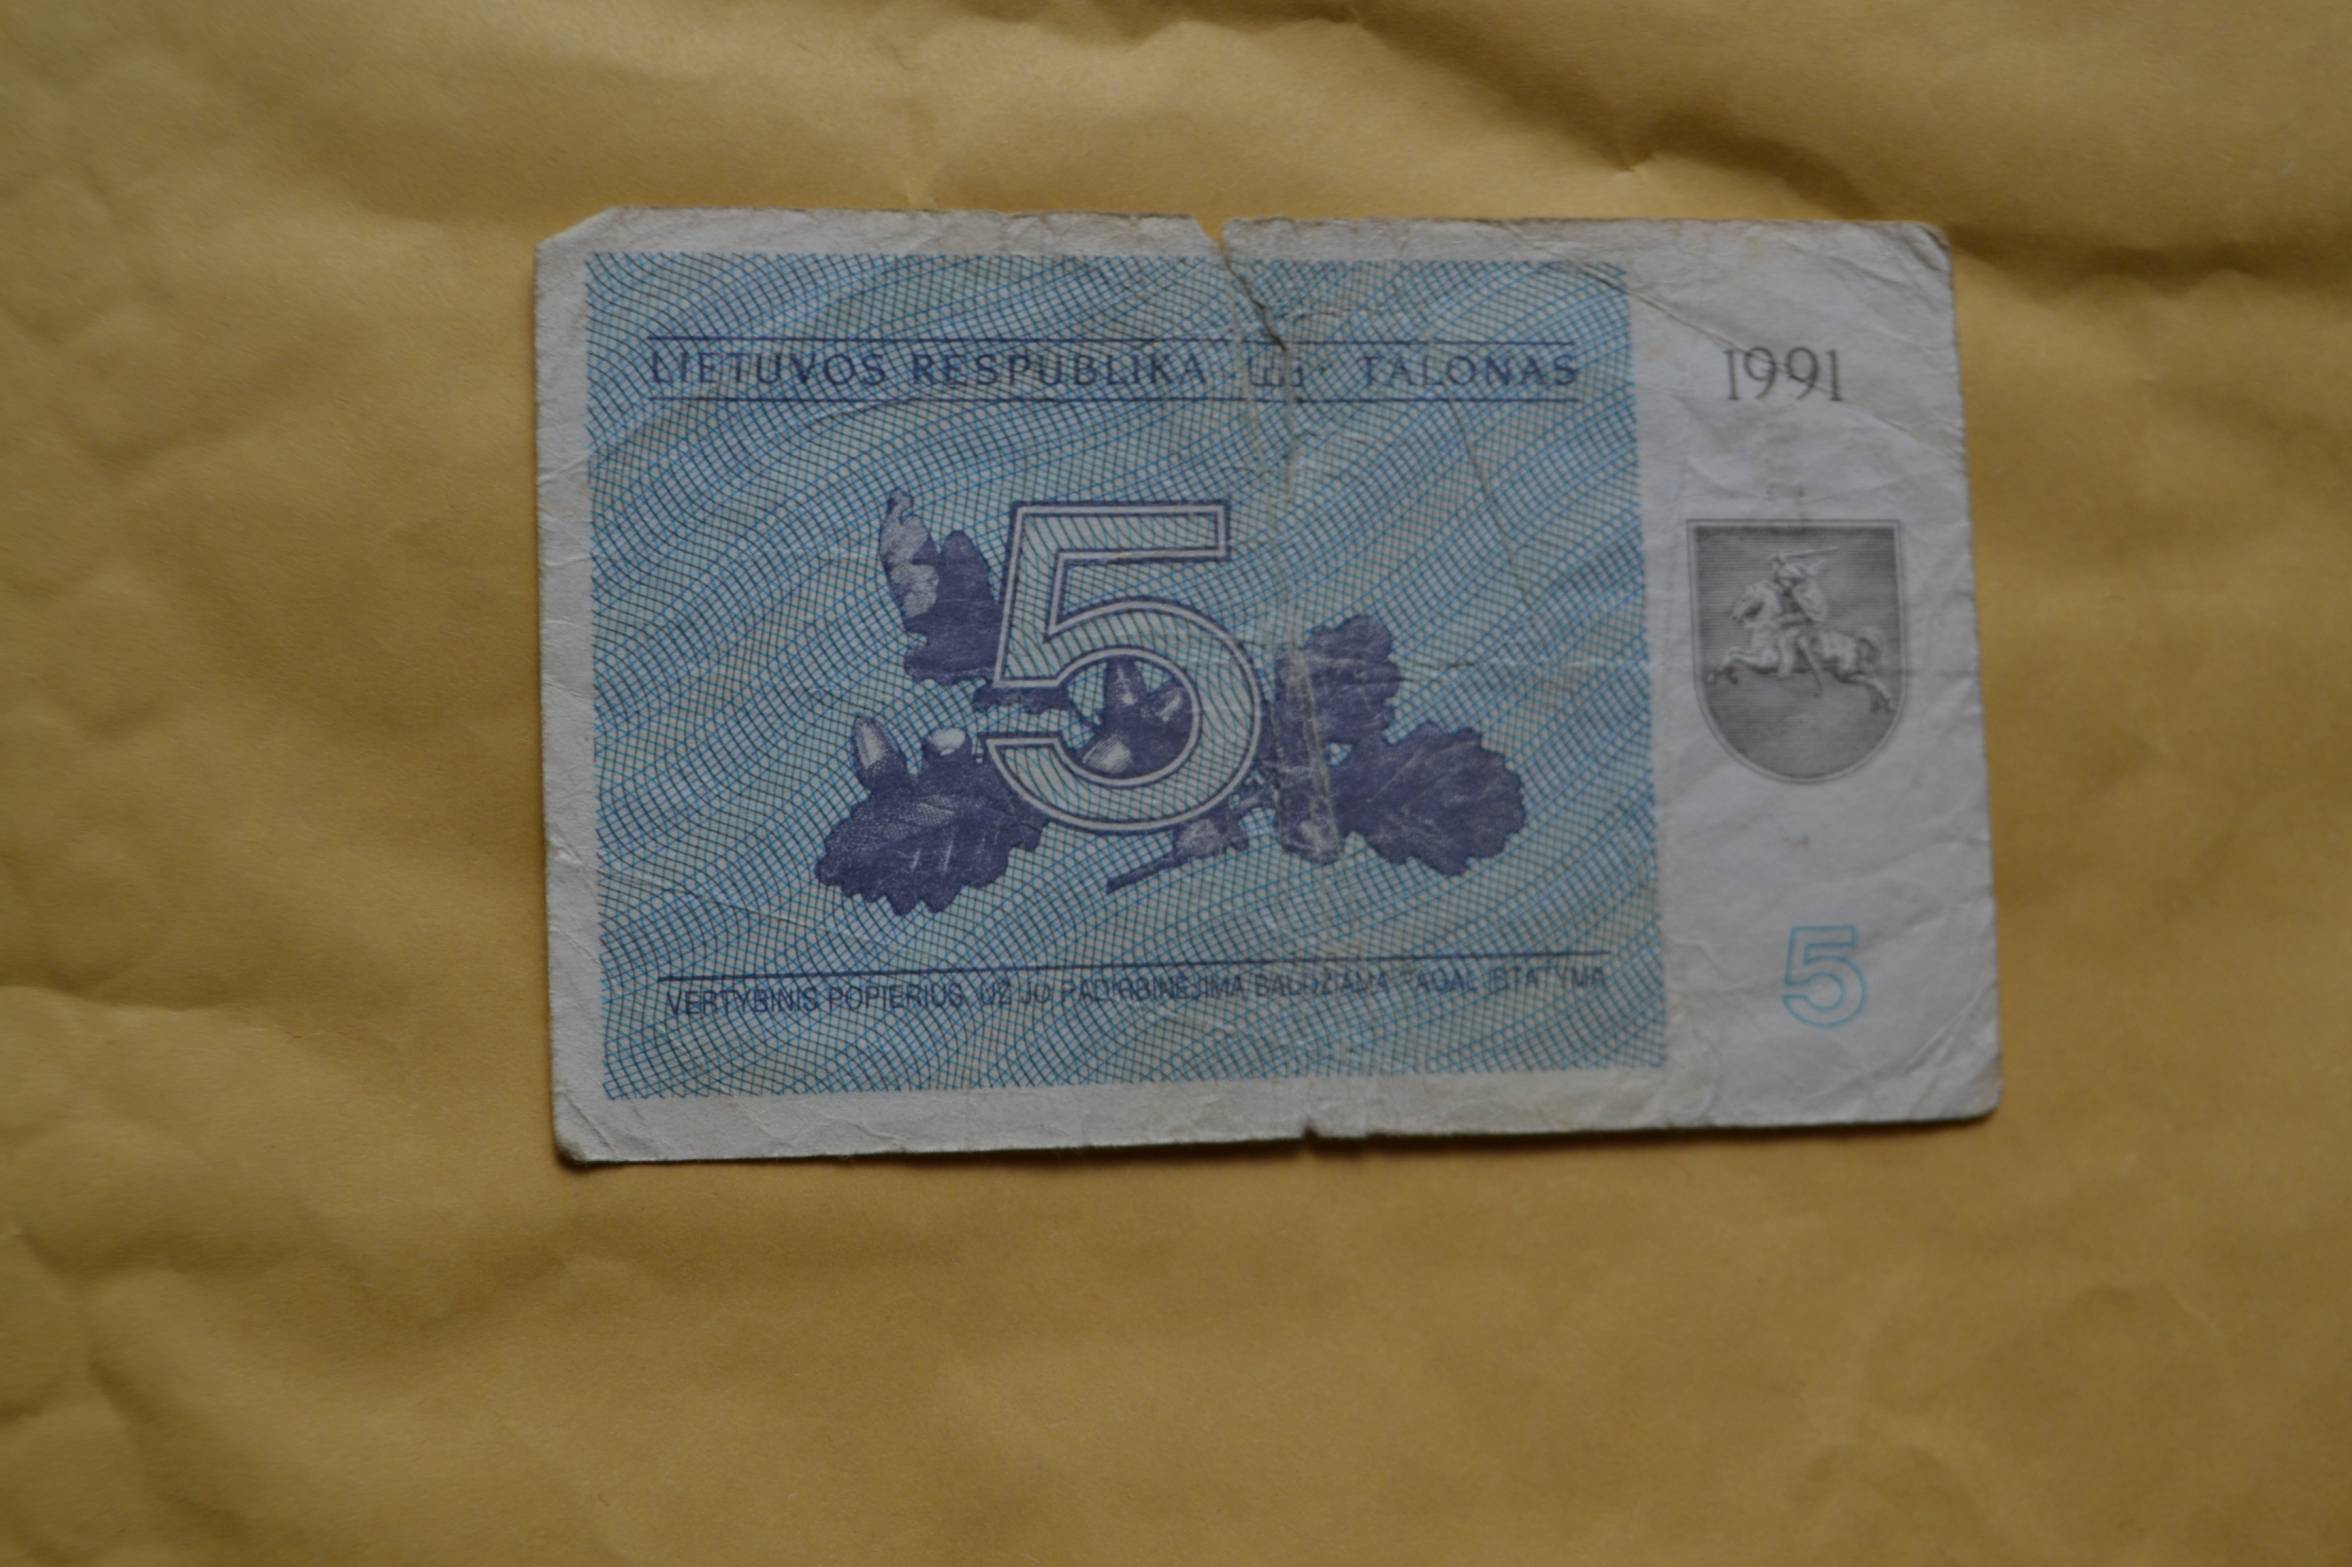 LIETUVOS RESPUBLIKA TALONAS
1991
5
VERTYBINIS POPIERIUS. UŽ JO PADIRBINĖJIMĄ BAUDŽIAMA PAGAL ĮSTATYMĄ
5